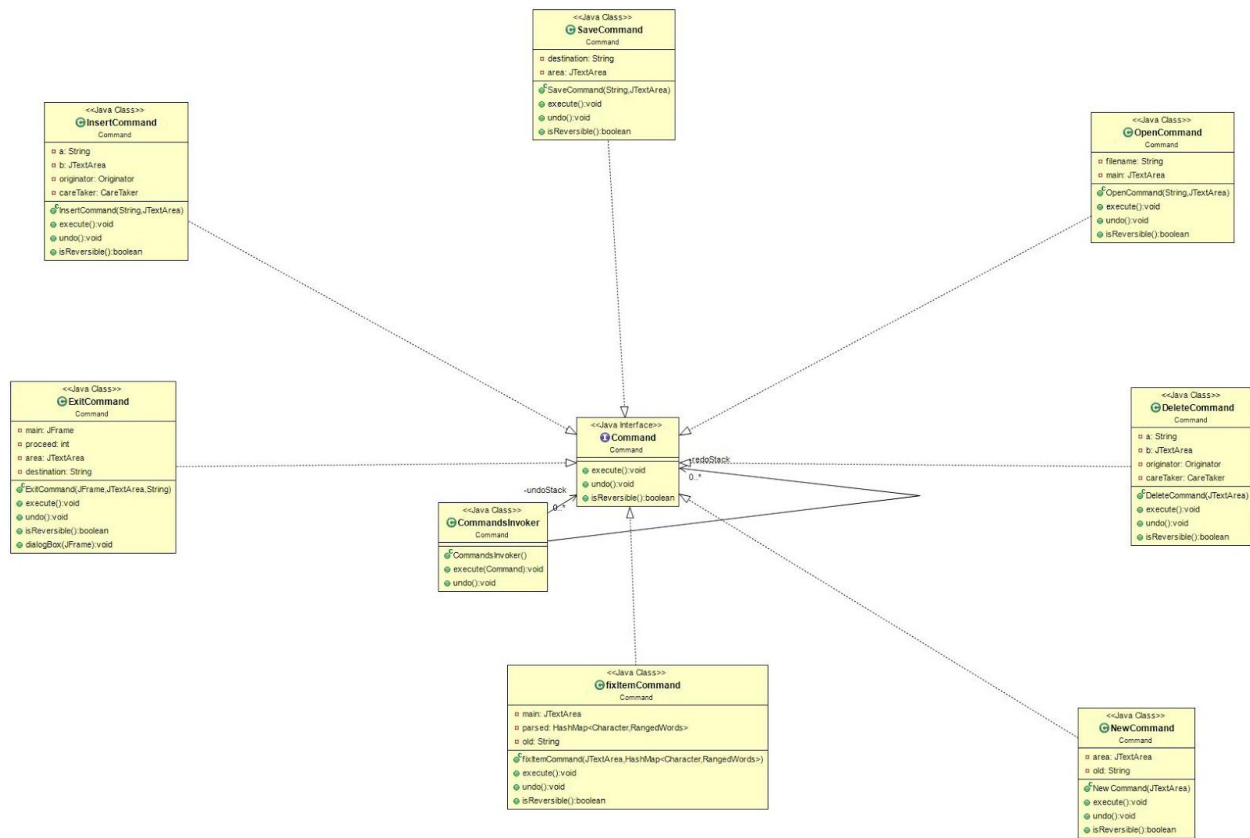 <<Java Class>>
SaveCommand
Command
destination: String
area: JTextArea
SaveCommand(String,JTextArea)
execute():void
undo():void
isReversible():boolean
<<Java Class>>
InsertCommand
Command
a: String
b: JTextArea
originator: Originator
careTaker: CareTaker
InsertCommand(String,JTextArea)
execute():void
undo():void
isReversible():boolean
<<Java Class>>
OpenCommand
Command
filename: String
main: JTextArea
OpenCommand(String,JTextArea)
execute():void
undo():void
isReversible():boolean
<<Java Class>>
ExitCommand
Command
main: JFrame
proceed: int
area: JTextArea
destination: String
ExitCommand(JFrame,JTextArea,String)
execute():void
undo():void
isReversible():boolean
dialogBox(JFrame):void
<<Java Interface>>
Command
Command
execute():void
undo():void
isReversible():boolean
-redoStack
0..*
-undoStack
0..*
<<Java Class>>
DeleteCommand
Command
a: String
b: JTextArea
originator: Originator
careTaker: CareTaker
DeleteCommand(JTextArea)
execute():void
undo():void
isReversible():boolean
<<Java Class>>
CommandsInvoker
Command
CommandsInvoker()
execute(Command):void
undo():void
<<Java Class>>
fixItemCommand
Command
main: JTextArea
parsed: HashMap<Character,RangedWords>
old: String
fixItemCommand(JTextArea,HashMap<Character,RangedWords>)
execute():void
undo():void
isReversible():boolean
<<Java Class>>
NewCommand
Command
area: JTextArea
old: String
NewCommand(JTextArea)
execute():void
undo():void
isReversible():boolean